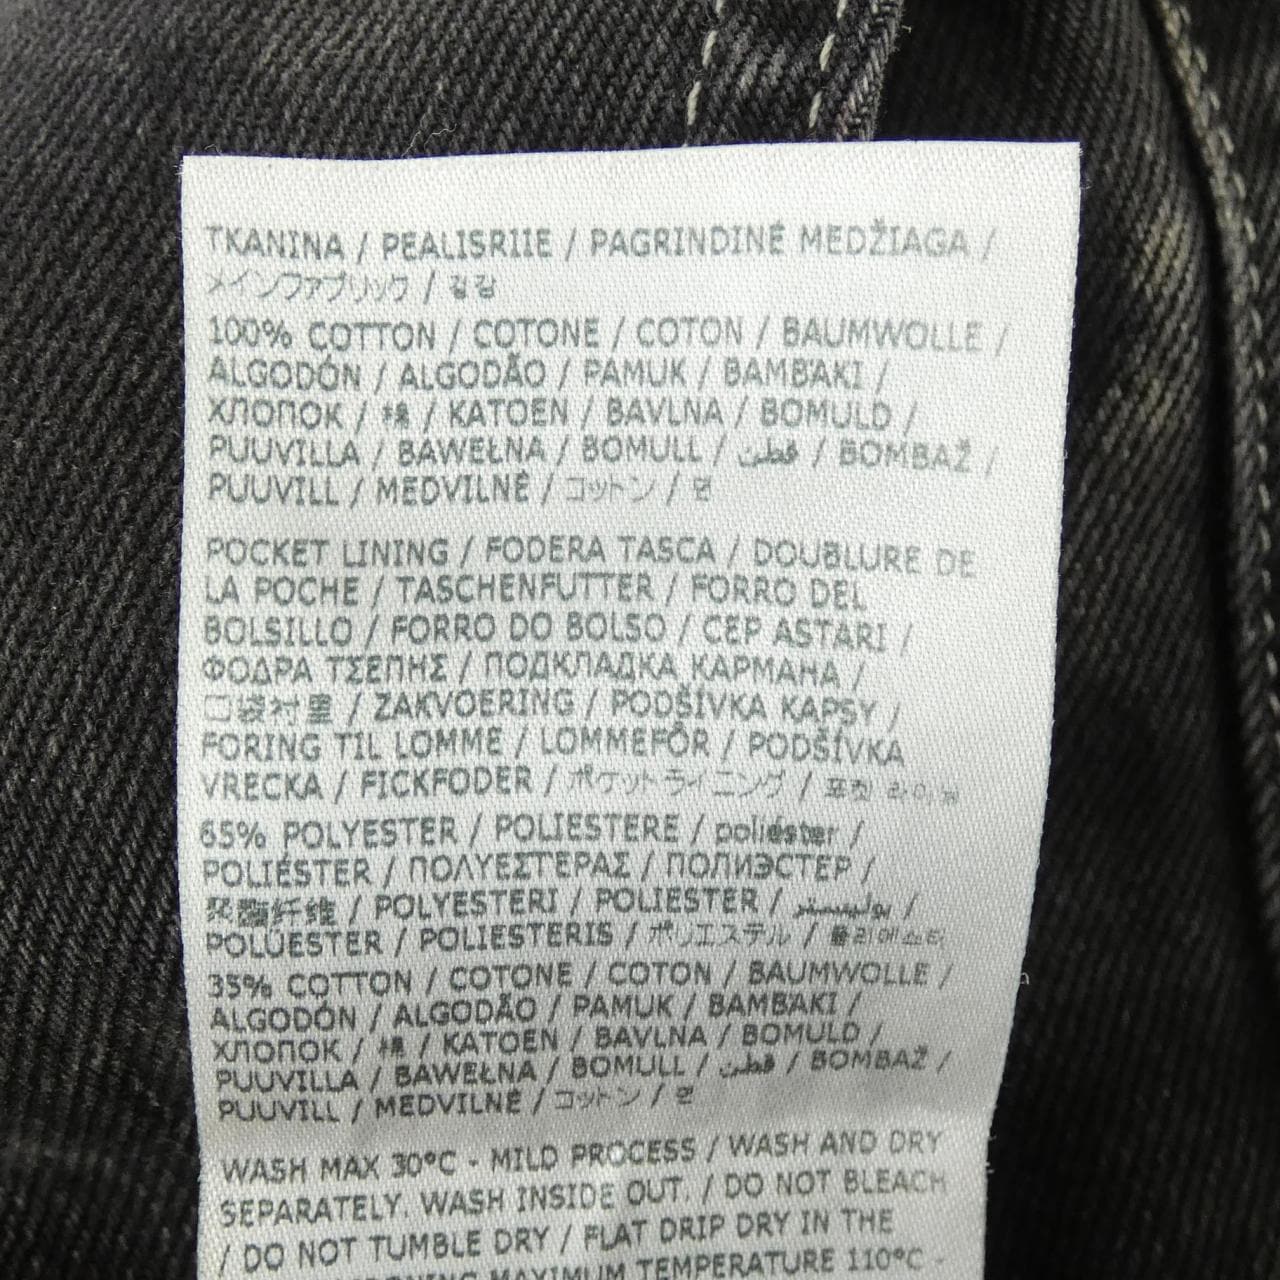 TKANINA / PEALISRIIE / PAGRINDINĖ MEDŽIAGA /
メインファブリック / 겉감
100% COTTON / COTONE / COTON / BAUMWOLLE /
ALGODÓN / ALGODÃO / PAMUK / BAMBAKI /
ХЛОПОК / 棉 / KATOEN / BAVLNA / BOMULD /
PUUVILLA / BAWEŁNA / BOMULL / قطن / BOMBAŽ /
PUUVILL / MEDVILNĖ / コットン / 면
POCKET LINING / FODERA TASCA / DOUBLURE DE
LA POCHE / TASCHENFUTTER / FORRO DEL
BOLSILLO / FORRO DO BOLSO / CEP ASTARI /
ΦΟΔΡΑ ΤΣΕΠΗΣ / ПОДКЛАДКА КАРМАНА /
口袋衬里 / ZAKVOERING / PODŠÍVKA KAPSY /
FORING TIL LOMME / LOMMEFÔR / PODŠÍVKA
VRECKA / FICKFODER / ポケットライニング / 포켓 라이닝
65% POLYESTER / POLIESTERE / poliéster /
POLIÉSTER / ΠΟΛΥΕΣΤΕΡΑΣ / ПОЛИЭСТЕР /
聚酯纤维 / POLYESTERI / POLIESTER / بوليستر /
POLÜESTER / POLIESTERIS / ポリエステル / 폴리에스터
35% COTTON / COTONE / COTON / BAUMWOLLE /
ALGODÓN / ALGODÃO / PAMUK / BAMBAKI /
ХЛОПОК / 棉 / KATOEN / BAVLNA / BOMULD /
PUUVILLA / BAWEŁNA / BOMULL / قطن / BOMBAŽ /
PUUVILL / MEDVILNĖ / コットン / 면
WASH MAX 30°C - MILD PROCESS / WASH AND DRY
SEPARATELY. WASH INSIDE OUT. / DO NOT BLEACH
/ DO NOT TUMBLE DRY / FLAT DRIP DRY IN THE
MAXIMUM TEMPERATURE 110°C -